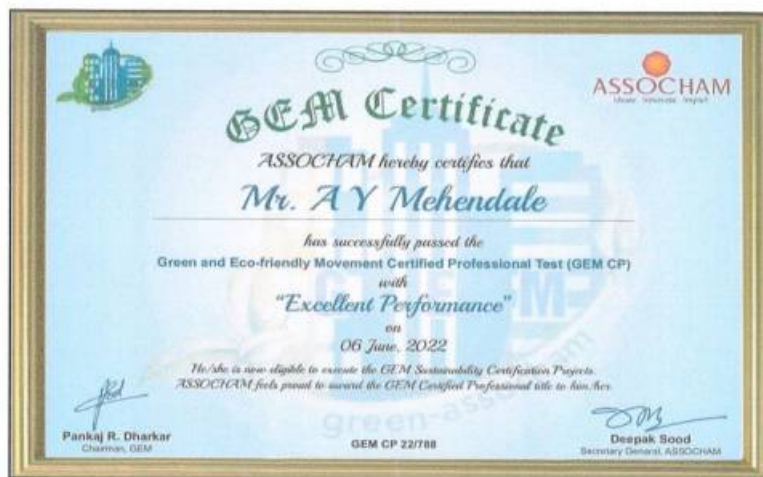 ASSOCHAM
Ideate Innovate Impact
GEM Certificate
ASSOCHAM hereby certifies that
Mr. A Y Mehendale
has successfully passed the
Green and Eco-friendly Movement Certified Professional Test (GEM CP)
with
"Excellent Performance"
on
06 June, 2022
He/she is now eligible to execute the GEM Sustainability Certification Projects.
ASSOCHAM feels proud to award the GEM Certified Professional title to him/her.
Pankaj R. Dharkar
Chairman, GEM
GEM CP 22/788
Deepak Sood
Secretary General, ASSOCHAM